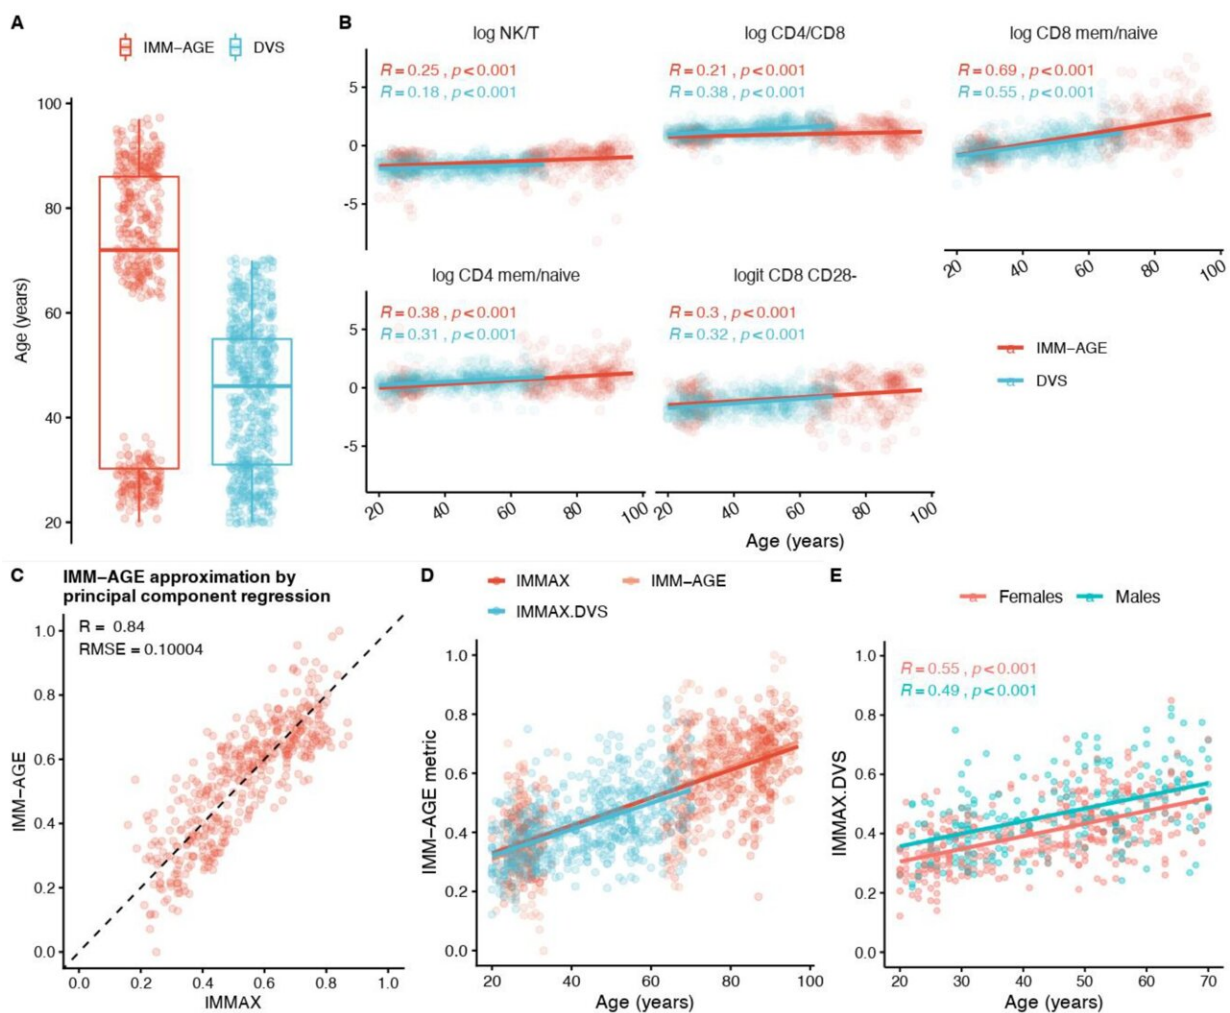 A
IMM-AGE DVS
100
80
60
40
20
Age (years)
B
log NK/T
R = 0.25 , p < 0.001
R = 0.18 , p < 0.001
5
0
-5
log CD4/CD8
R = 0.21 , p < 0.001
R = 0.38 , p < 0.001
log CD8 mem/naive
R = 0.69 , p < 0.001
R = 0.55 , p < 0.001
20 40 60 80 100
log CD4 mem/naive
R = 0.38 , p < 0.001
R = 0.31 , p < 0.001
5
0
-5
20 40 60 80 100
logit CD8 CD28-
R = 0.3 , p < 0.001
R = 0.32 , p < 0.001
20 40 60 80 100
Age (years)
IMM-AGE
DVS
C
IMM-AGE approximation by
principal component regression
R = 0.84
RMSE = 0.10004
1.0
0.8
0.6
0.4
0.2
0.0
IMM-AGE
0.0 0.2 0.4 0.6 0.8 1.0
IMMAX
D
IMMAX IMM-AGE
IMMAX.DVS
1.0
0.8
0.6
0.4
0.2
0.0
IMM-AGE metric
20 40 60 80 100
Age (years)
E
Females Males
R = 0.55 , p < 0.001
R = 0.49 , p < 0.001
1.0
0.8
0.6
0.4
0.2
0.0
IMMAX.DVS
20 30 40 50 60 70
Age (years)